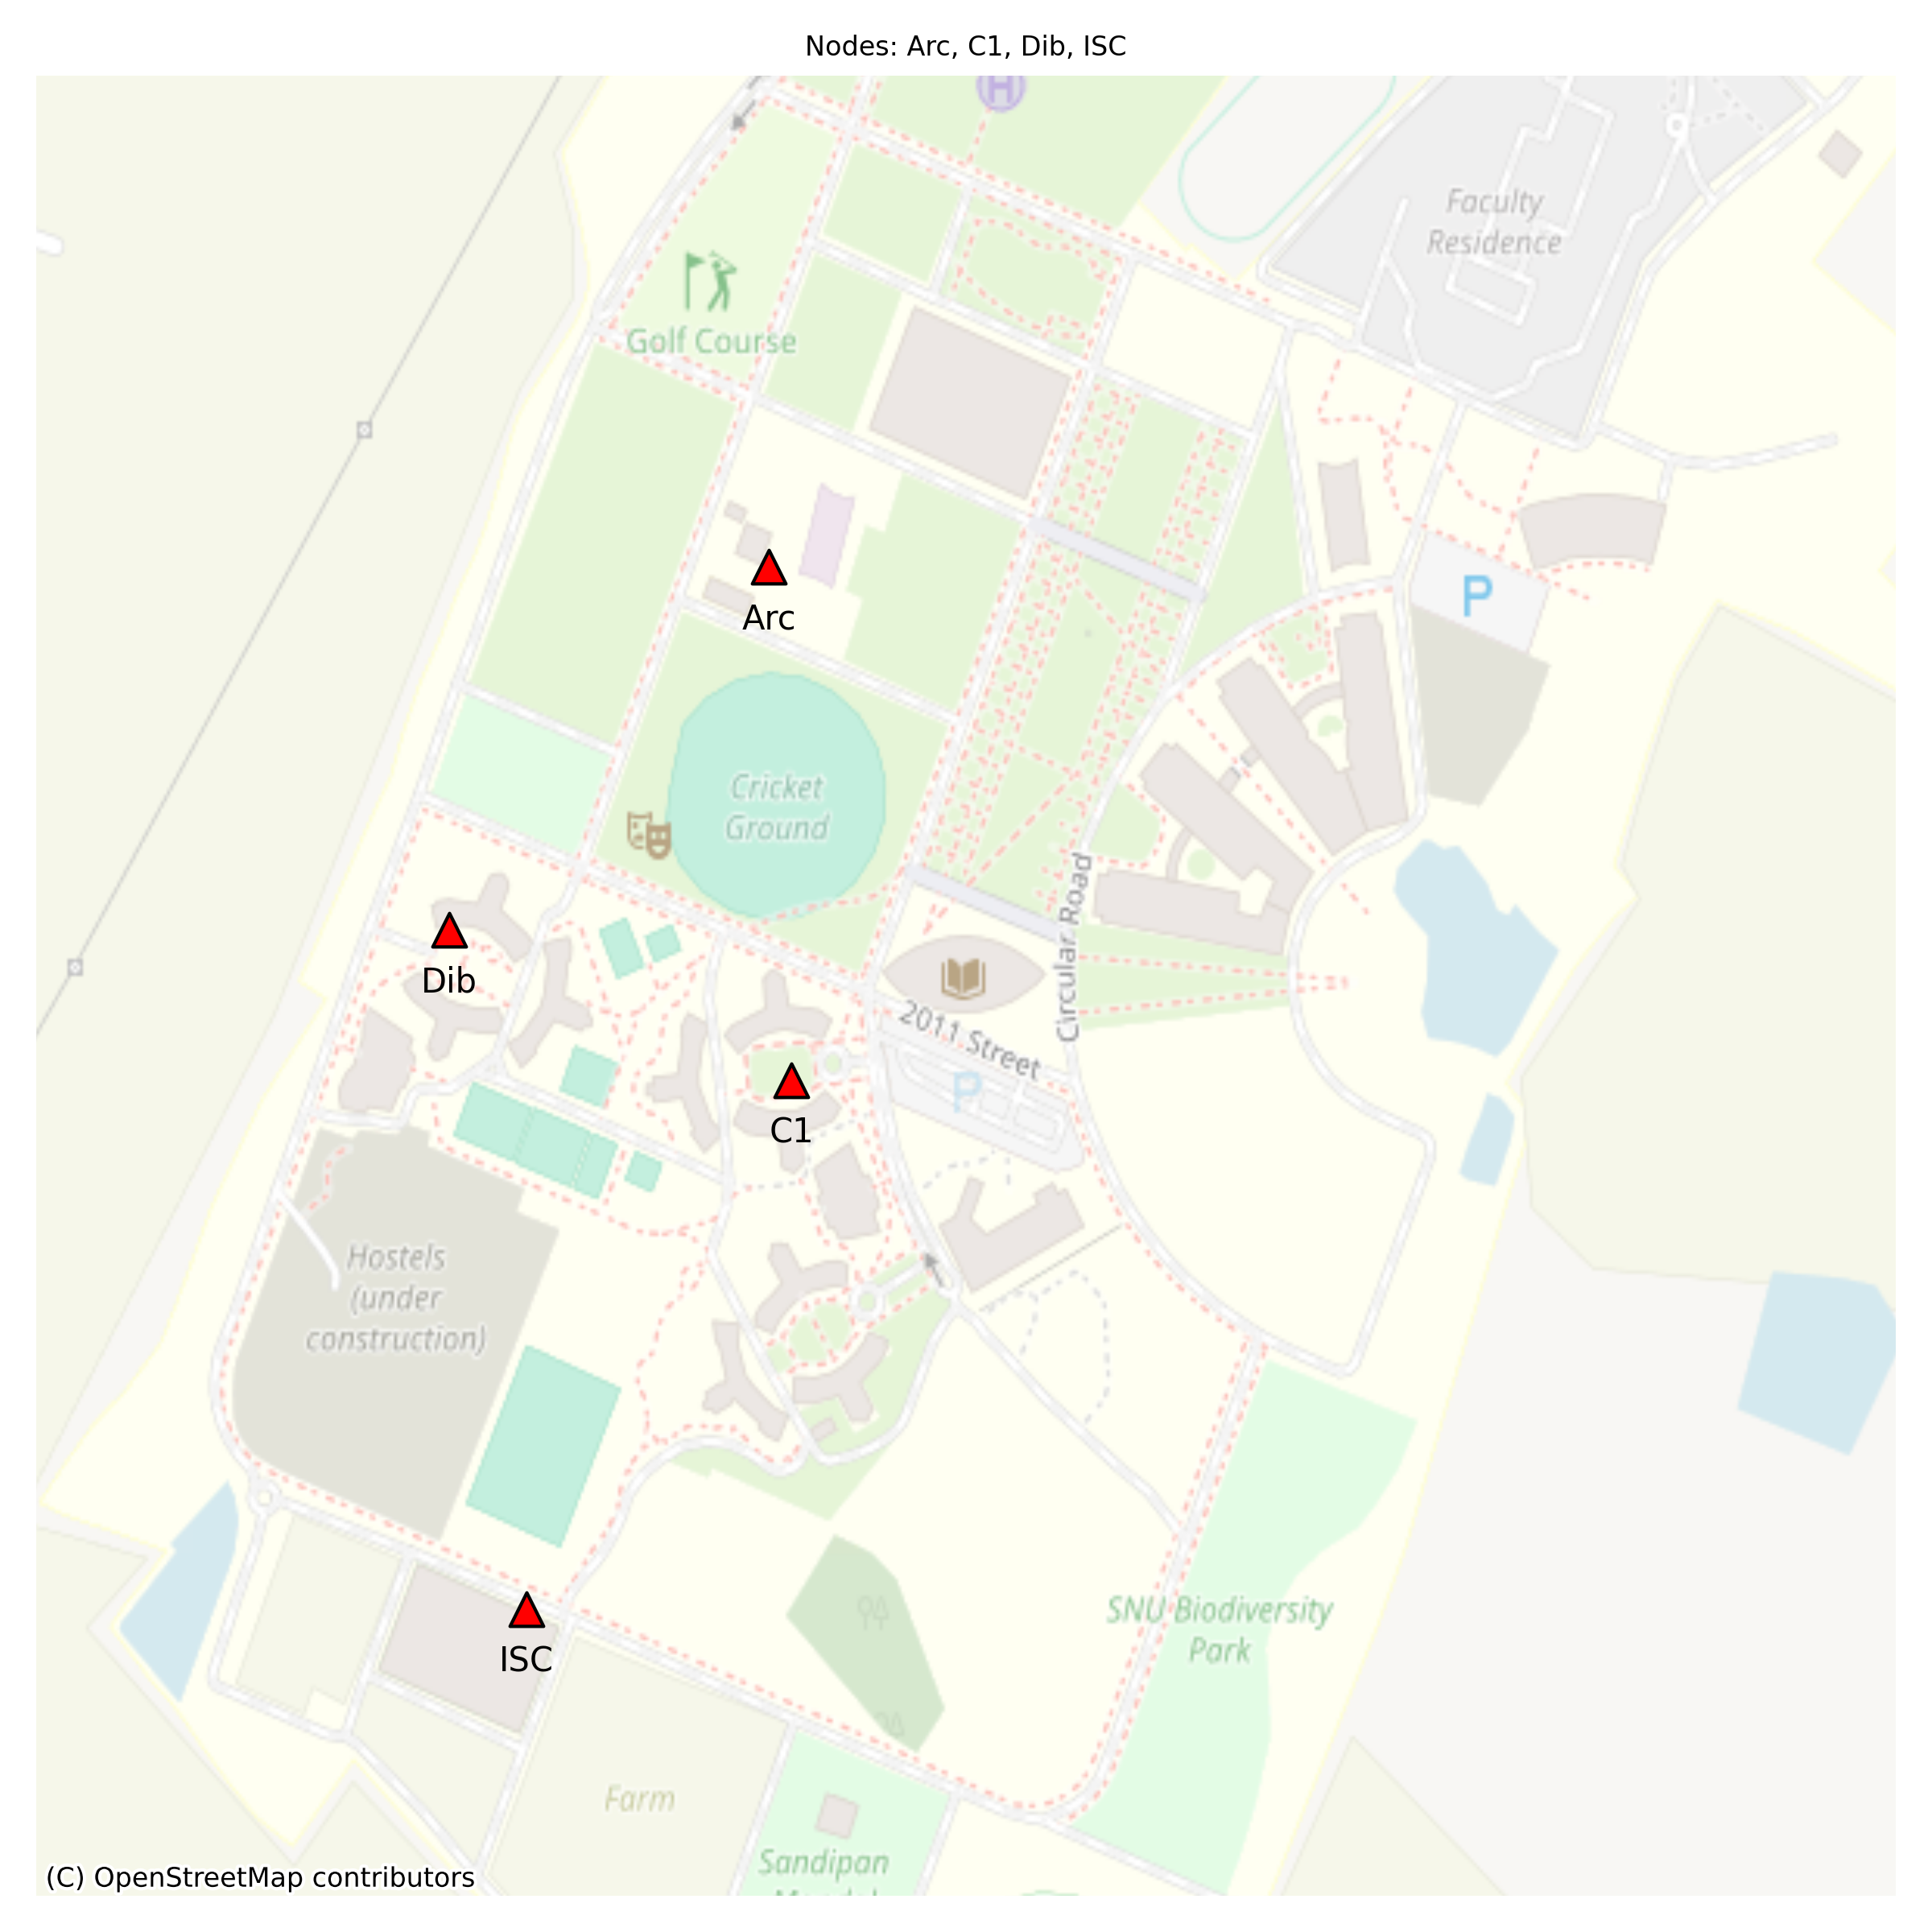 Nodes: Arc, C1, Dib, ISC
H
Faculty
Residence
Golf Course
P
Arc
Cricket
Ground
Dib
Circular Road
2011 Street
P
C1
Hostels
(under
construction)
SNU Biodiversity
Park
ISC
Farm
Sandipan
(C) OpenStreetMap contributors